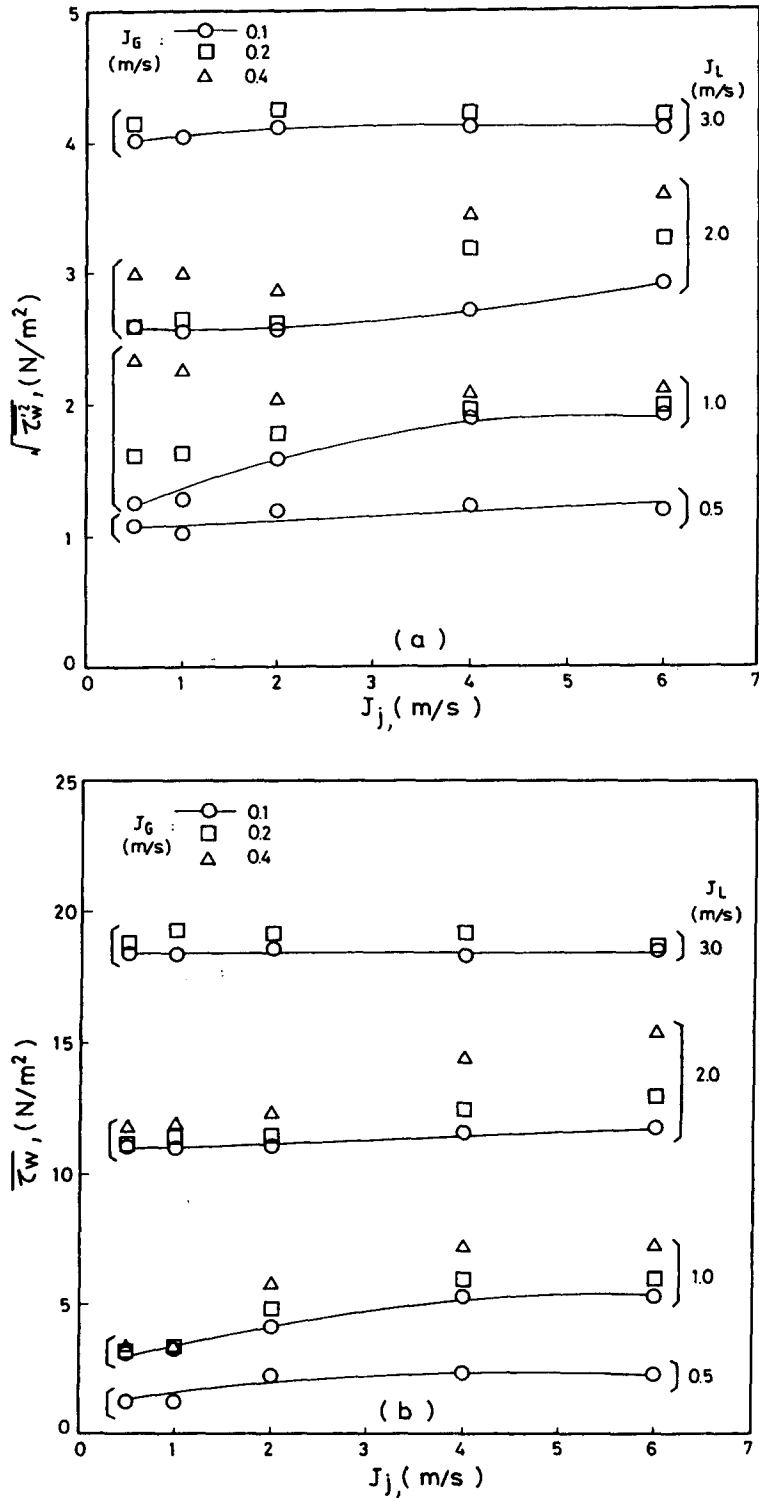 5
4
3
2
1
0
J_G :
(m/s)
0.1
0.2
0.4
J_L
(m/s)
3.0
2.0
1.0
0.5
√τ_w'², (N/m²)
(a)
0 1 2 3 4 5 6 7
J_j, (m/s)
25
20
15
10
5
0
J_G :
(m/s)
0.1
0.2
0.4
J_L
(m/s)
3.0
2.0
1.0
0.5
τ_w, (N/m²)
(b)
0 1 2 3 4 5 6 7
J_j, (m/s)